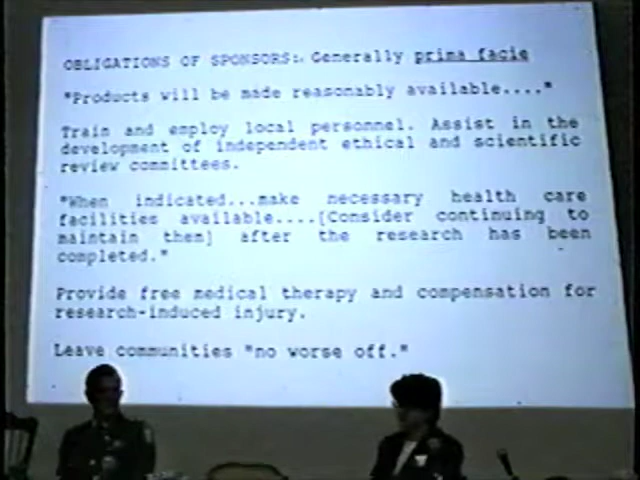 OBLIGATIONS OF SPONSORS: Generally prima facie
"Products will be made reasonably available...."
Train and employ local personnel. Assist in the
development of independent ethical and scientific
review committees.
"When indicated...make necessary health care
facilities available....[Consider continuing to
maintain them] after the research has been
completed."
Provide free medical therapy and compensation for
research-induced injury.
Leave communities "no worse off."